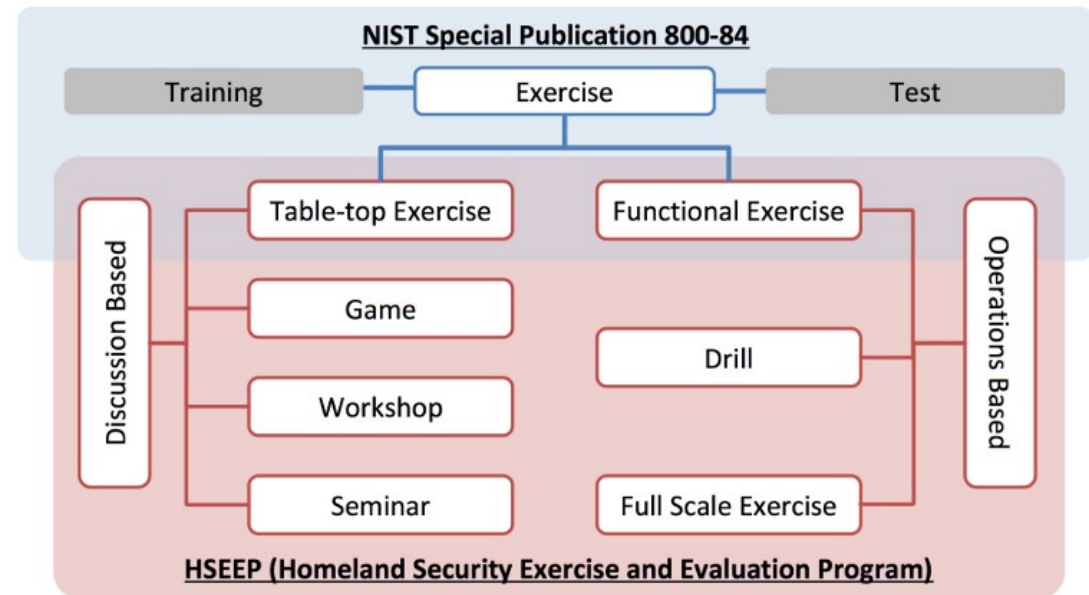 NIST Special Publication 800-84
Training
Exercise
Test
Table-top Exercise
Functional Exercise
Discussion Based
Operations Based
Game
Drill
Workshop
Seminar
Full Scale Exercise
HSEEP (Homeland Security Exercise and Evaluation Program)